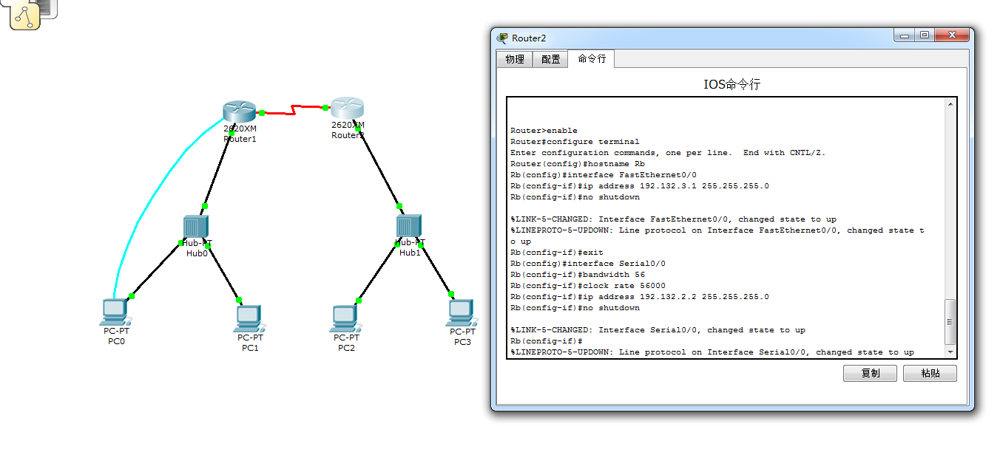 2620XM
Router1
2620XM
Router2
Hub-PT
Hub0
Hub-PT
Hub1
PC-PT
PC0
PC-PT
PC1
PC-PT
PC2
PC-PT
PC3
Router2
物理 配置 命令行
IOS命令行
Router>enable
Router#configure terminal
Enter configuration commands, one per line.  End with CNTL/Z.
Router(config)#hostname Rb
Rb(config)#interface FastEthernet0/0
Rb(config-if)#ip address 192.132.3.1 255.255.255.0
Rb(config-if)#no shutdown
%LINK-5-CHANGED: Interface FastEthernet0/0, changed state to up
%LINEPROTO-5-UPDOWN: Line protocol on Interface FastEthernet0/0, changed state t
o up
Rb(config-if)#exit
Rb(config)#interface Serial0/0
Rb(config-if)#bandwidth 56
Rb(config-if)#clock rate 56000
Rb(config-if)#ip address 192.132.2.2 255.255.255.0
Rb(config-if)#no shutdown
%LINK-5-CHANGED: Interface Serial0/0, changed state to up
Rb(config-if)#
%LINEPROTO-5-UPDOWN: Line protocol on Interface Serial0/0, changed state to up
复制 粘贴